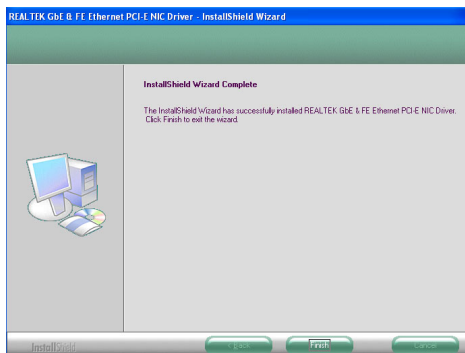 REALTEK GbE & FE Ethernet PCI-E NIC Driver - InstallShield Wizard
InstallShield Wizard Complete
The InstallShield Wizard has successfully installed REALTEK GbE & FE Ethernet PCI-E NIC Driver.
Click Finish to exit the wizard.
InstallShield
< Back
Finish
Cancel